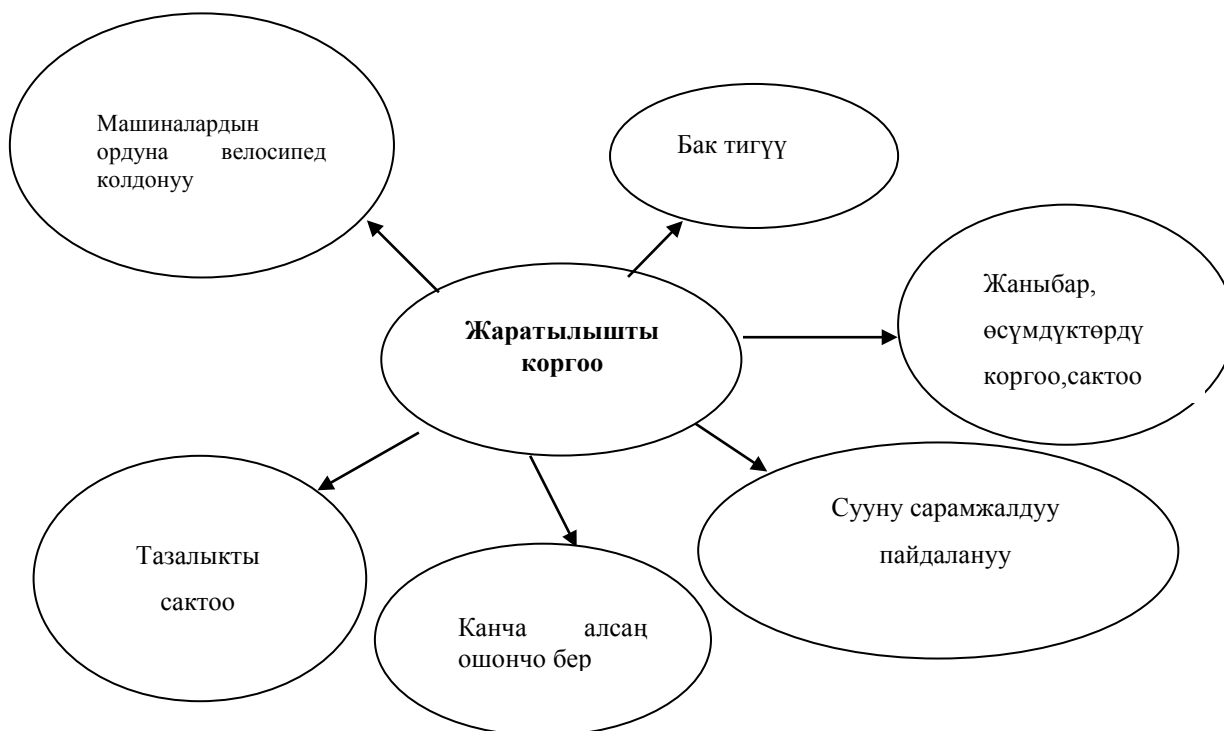 Машиналардын
ордуна велосипед
колдонуу
Бак тигүү
Жаныбар,
өсүмдүктөрдү
коргоо,сактоо
Жаратылышты
коргоо
Сууну сарамжалдуу
пайдалануу
Тазалыкты
сактоо
Канча алсаң
ошончо бер